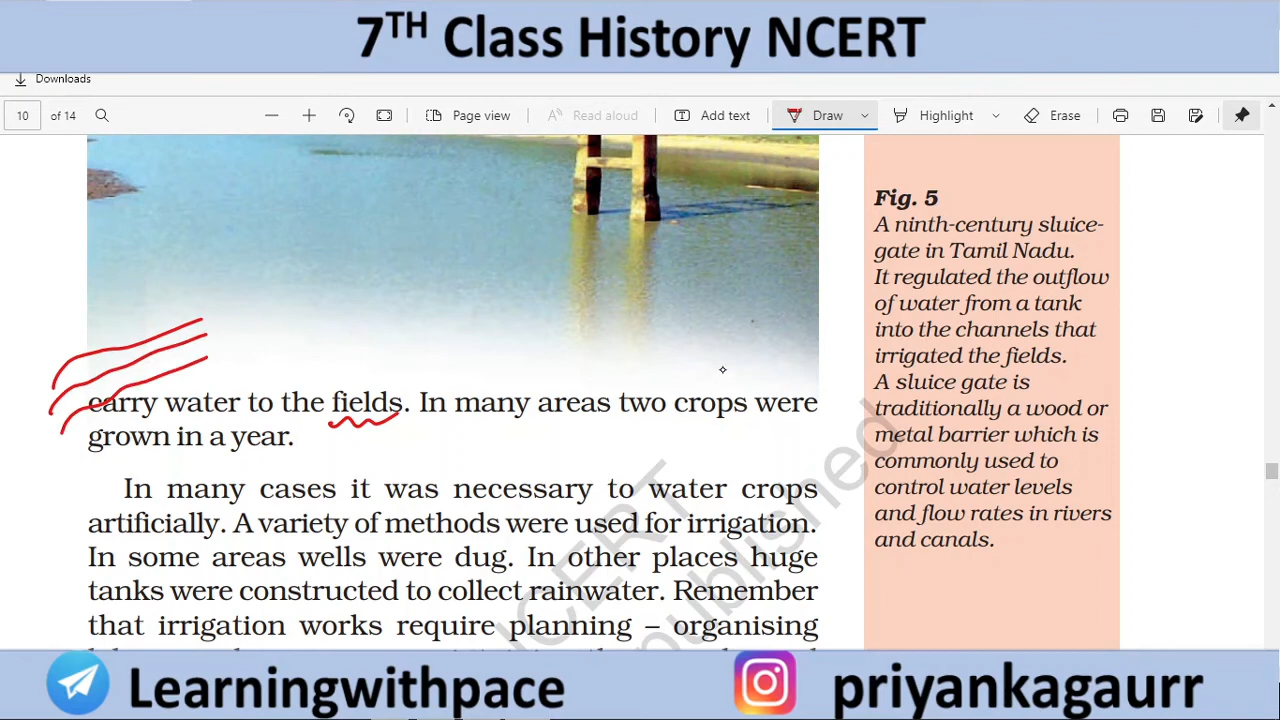 7TH Class History NCERT
Downloads
10 of 14
Page view
Read aloud
Add text
Draw
Highlight
Erase
Fig. 5
A ninth-century sluice-
gate in Tamil Nadu.
It regulated the outflow
of water from a tank
into the channels that
irrigated the fields.
A sluice gate is
traditionally a wood or
metal barrier which is
commonly used to
control water levels
and flow rates in rivers
and canals.
carry water to the fields. In many areas two crops were
grown in a year.
In many cases it was necessary to water crops
artificially. A variety of methods were used for irrigation.
In some areas wells were dug. In other places huge
tanks were constructed to collect rainwater. Remember
that irrigation works require planning – organising
NCERT
published
Learningwithpace
priyankagaurr